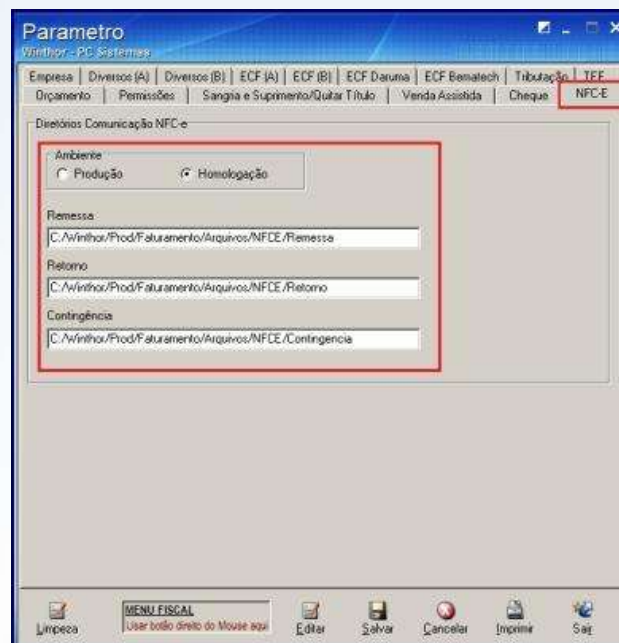 Parametro
Winthor - PC Sistemas
Empresa | Diversos (A) | Diversos (B) | ECF (A) | ECF (B) | ECF Daruma | ECF Bematech | Tributação | TEF
Orçamento | Permissões | Sangria e Suprimento/Quitar Título | Venda Assistida | Cheque | NFC-E
Diretórios Comunicação NFC-e
Ambiente
Produção Homologação
Remessa
C:/Winthor/Prod/Faturamento/Arquivos/NFCE/Remessa
Retorno
C:/Winthor/Prod/Faturamento/Arquivos/NFCE/Retorno
Contingência
C:/Winthor/Prod/Faturamento/Arquivos/NFCE/Contingencia
MENU FISCAL
Limpeza Usar botão direito do Mouse aqui Editar Salvar Cancelar Imprimir Sair